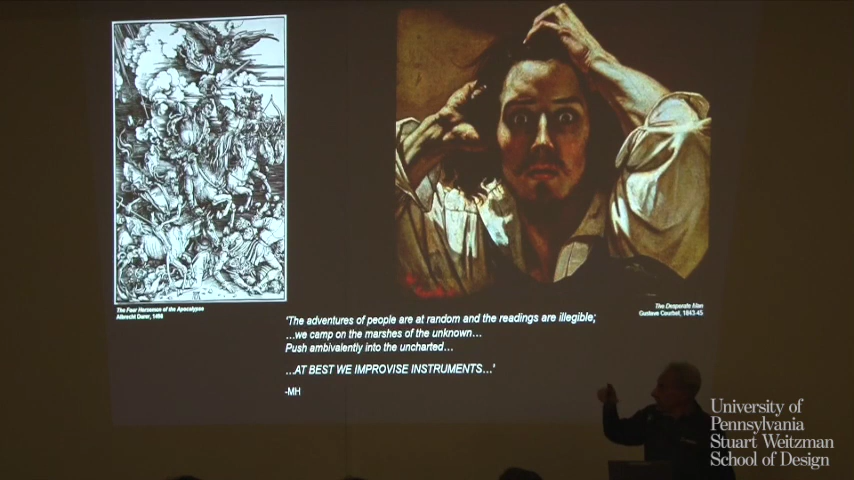 The Four Horsemen of the Apocalypse
Albrecht Durer, 1498
The Desperate Man
Gustave Courbet, 1843-45
'The adventures of people are at random and the readings are illegible;
...we camp on the marshes of the unknown...
Push ambivalently into the uncharted...
...AT BEST WE IMPROVISE INSTRUMENTS...'
-MH
University of
Pennsylvania
Stuart Weitzman
School of Design